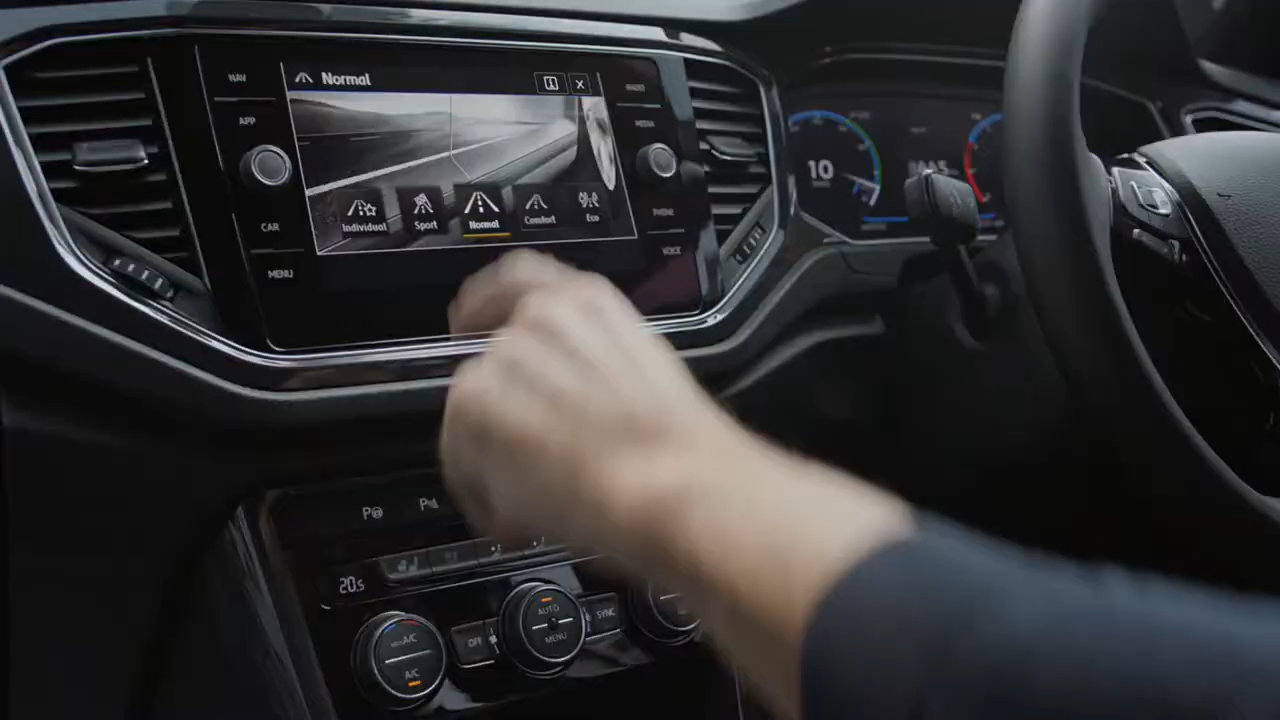 NAV
APP
CAR
MENU
Normal
i X
Individual Sport Normal Comfort Eco
RADIO
MEDIA
PHONE
VOICE
10
20.5
A/C
A/C
OFF
AUTO
MENU
SYNC